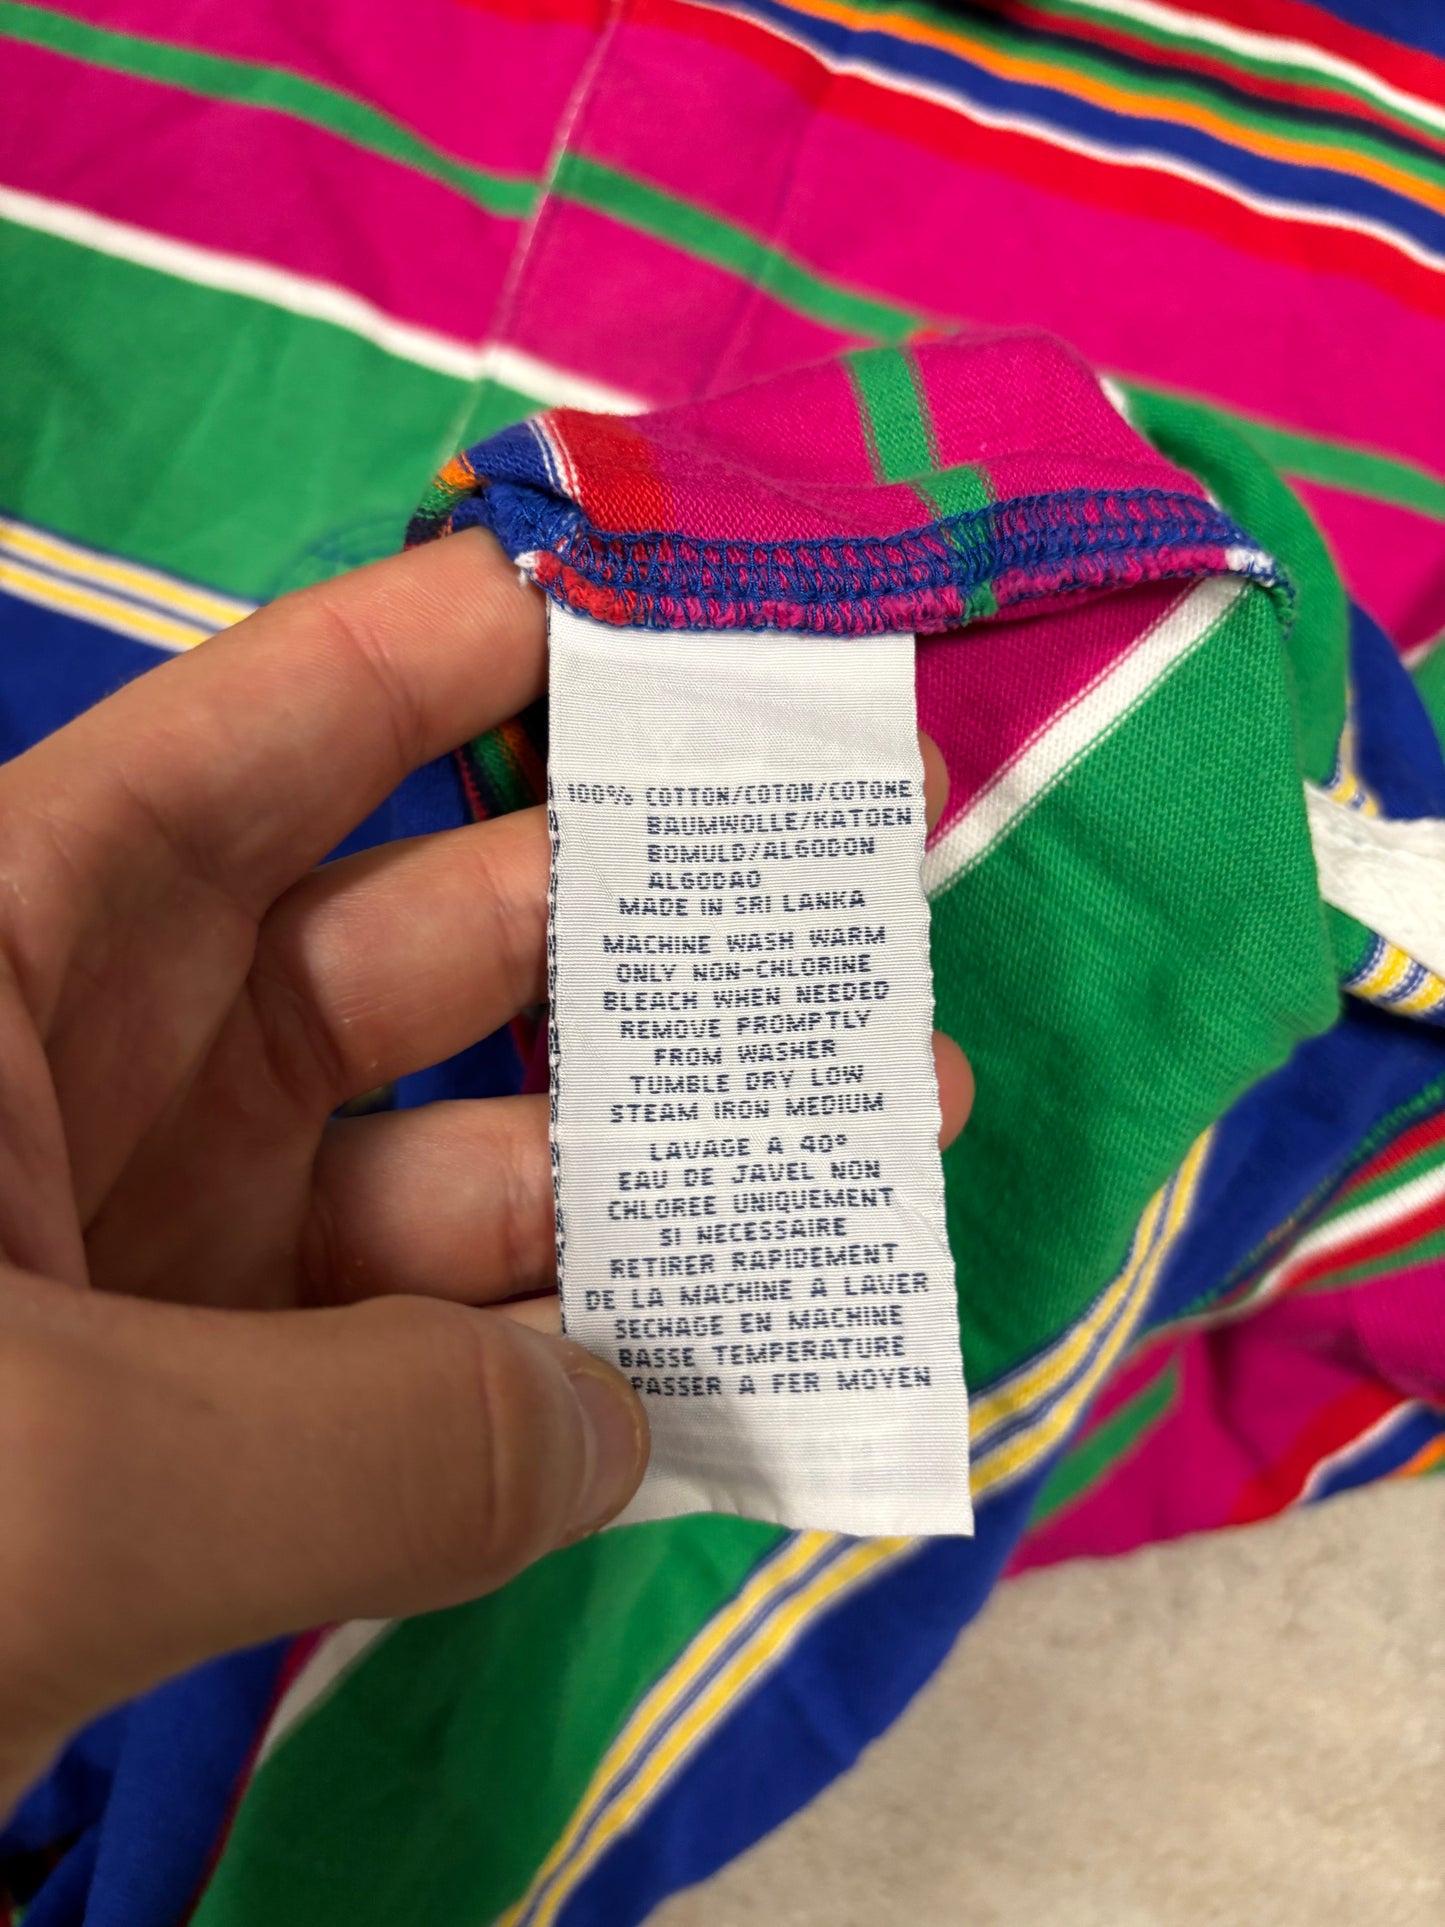 100% COTTON/COTON/COTONE
BAUMWOLLE/KATOEN
BOMULD/ALGODON
ALGODAO
MADE IN SRI LANKA
MACHINE WASH WARM
ONLY NON-CHLORINE
BLEACH WHEN NEEDED
REMOVE PROMPTLY
FROM WASHER
TUMBLE DRY LOW
STEAM IRON MEDIUM
LAVAGE A 40°
EAU DE JAVEL NON
CHLOREE UNIQUEMENT
SI NECESSAIRE
RETIRER RAPIDEMENT
DE LA MACHINE A LAVER
SECHAGE EN MACHINE
BASSE TEMPERATURE
PASSER A FER MOYEN